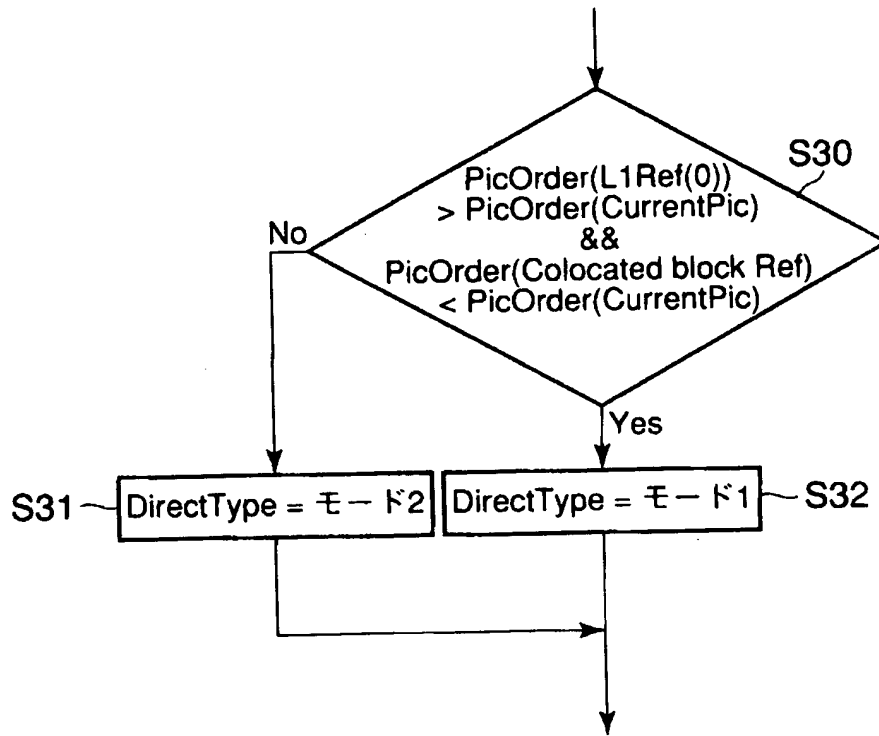 S30
PicOrder(L1Ref(0))
> PicOrder(CurrentPic)
&&
PicOrder(Colocated block Ref)
< PicOrder(CurrentPic)
No
Yes
S31
DirectType = モード2
DirectType = モード1
S32